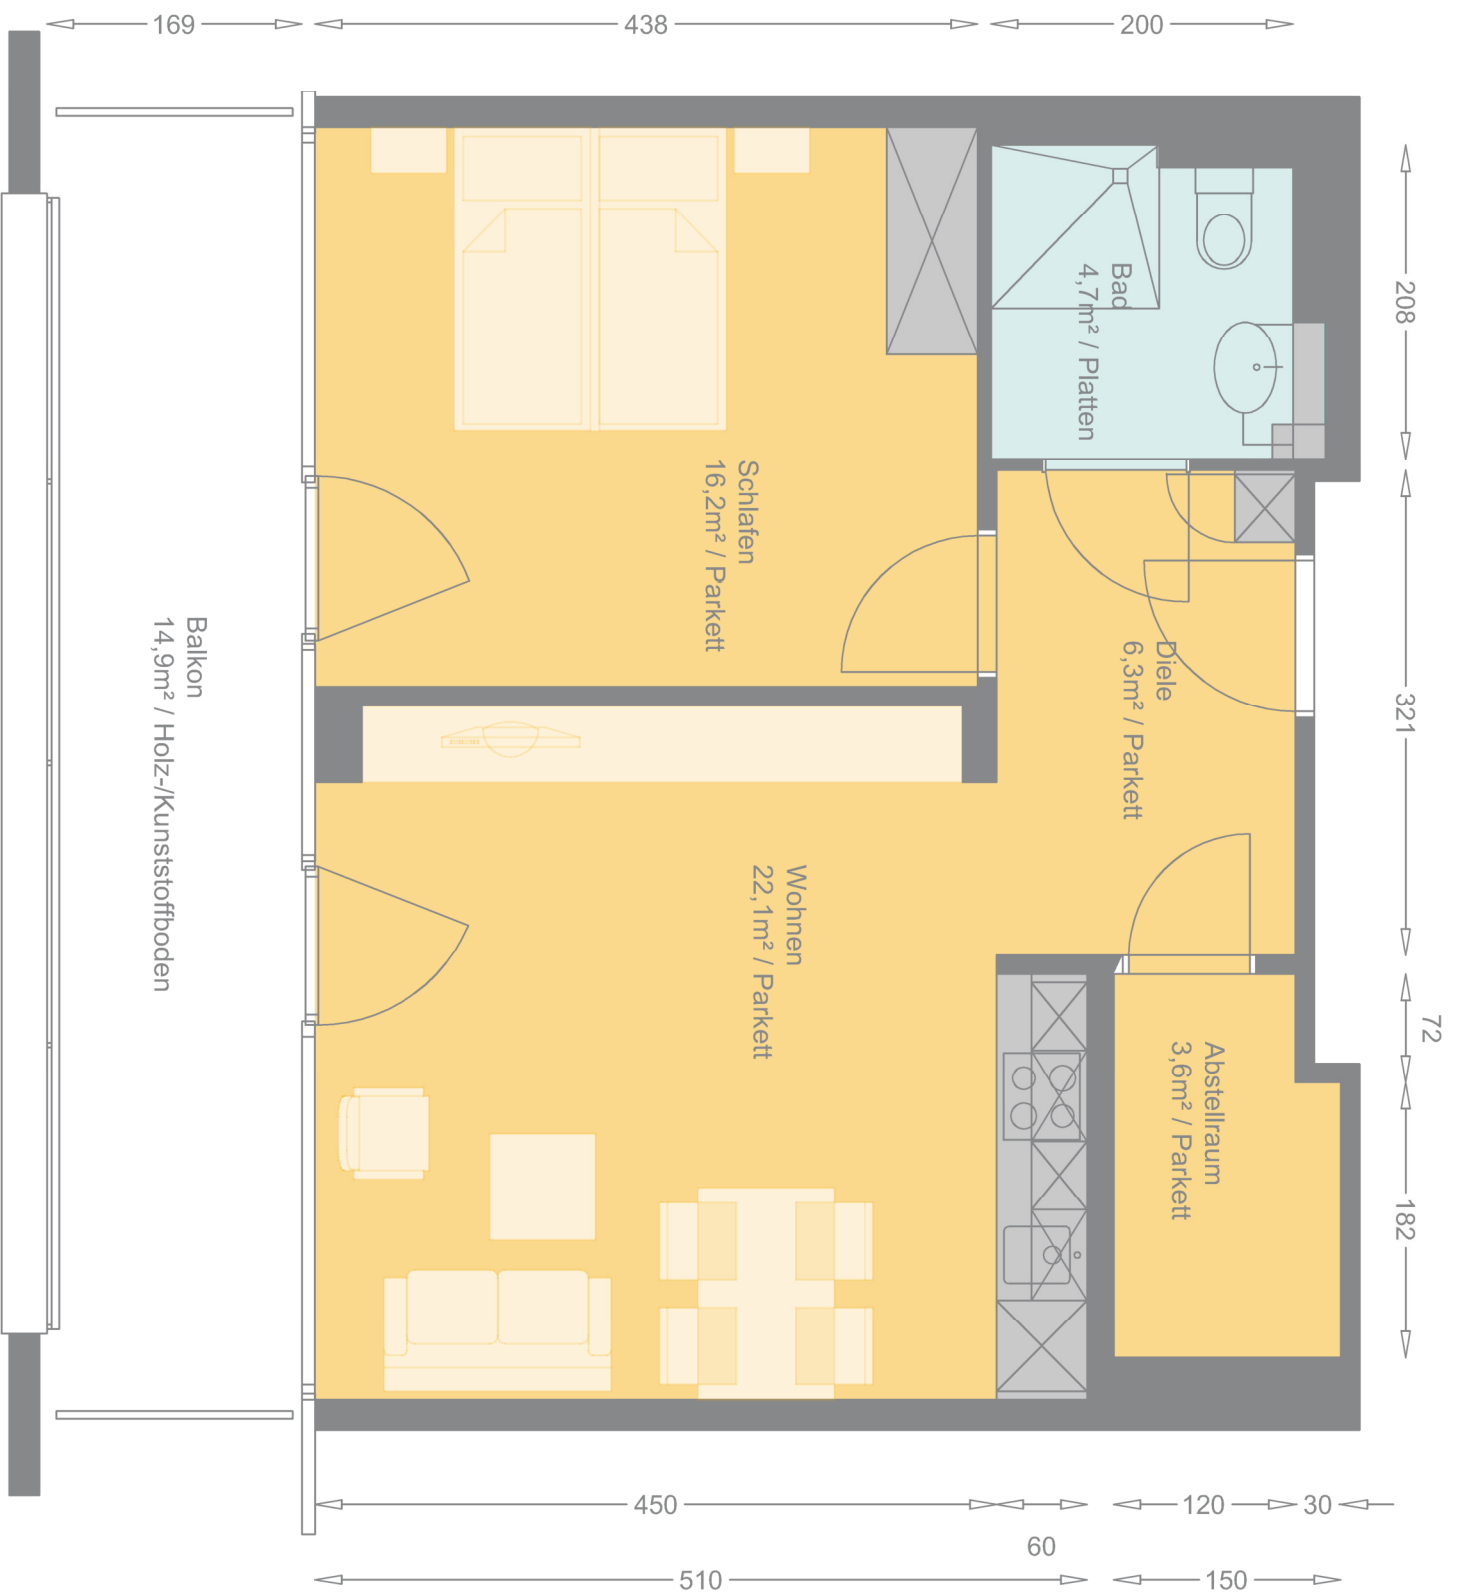 169
438
200
Bad
4,7m² / Platten
208
Schlafen
16,2m² / Parkett
Balkon
14,9m² / Holz-/Kunststoffboden
Diele
6,3m² / Parkett
321
Wohnen
22,1m² / Parkett
72
Abstellraum
3,6m² / Parkett
182
450
120
30
60
510
150